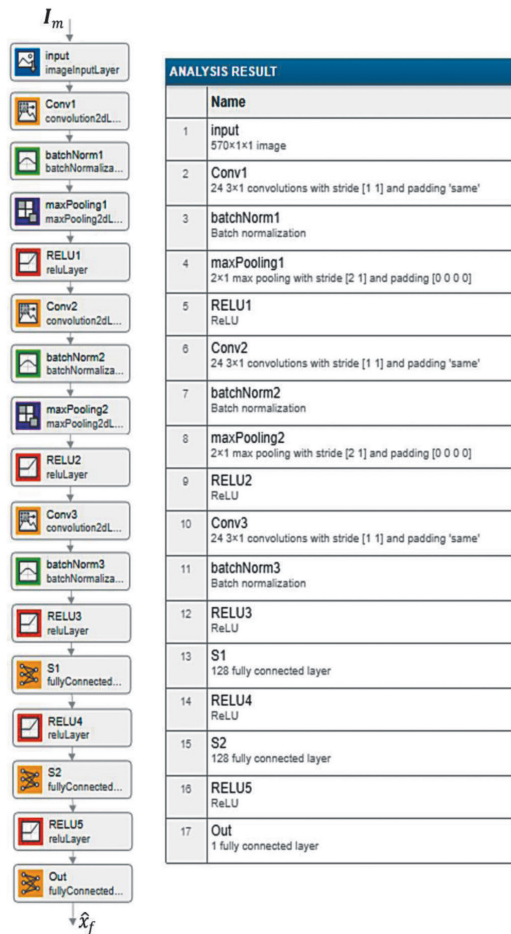 I_m
input
imageInputLayer
Conv1
convolution2dL...
batchNorm1
batchNormaliza...
maxPooling1
maxPooling2dL...
RELU1
reluLayer
Conv2
convolution2dL...
batchNorm2
batchNormaliza...
maxPooling2
maxPooling2dL...
RELU2
reluLayer
Conv3
convolution2dL...
batchNorm3
batchNormaliza...
RELU3
reluLayer
S1
fullyConnected...
RELU4
reluLayer
S2
fullyConnected...
RELU5
reluLayer
Out
fullyConnected...
x̂_f
ANALYSIS RESULT
Name
1 input
570×1×1 image
2 Conv1
24 3×1 convolutions with stride [1 1] and padding 'same'
3 batchNorm1
Batch normalization
4 maxPooling1
2×1 max pooling with stride [2 1] and padding [0 0 0 0]
5 RELU1
ReLU
6 Conv2
24 3×1 convolutions with stride [1 1] and padding 'same'
7 batchNorm2
Batch normalization
8 maxPooling2
2×1 max pooling with stride [2 1] and padding [0 0 0 0]
9 RELU2
ReLU
10 Conv3
24 3×1 convolutions with stride [1 1] and padding 'same'
11 batchNorm3
Batch normalization
12 RELU3
ReLU
13 S1
128 fully connected layer
14 RELU4
ReLU
15 S2
128 fully connected layer
16 RELU5
ReLU
17 Out
1 fully connected layer